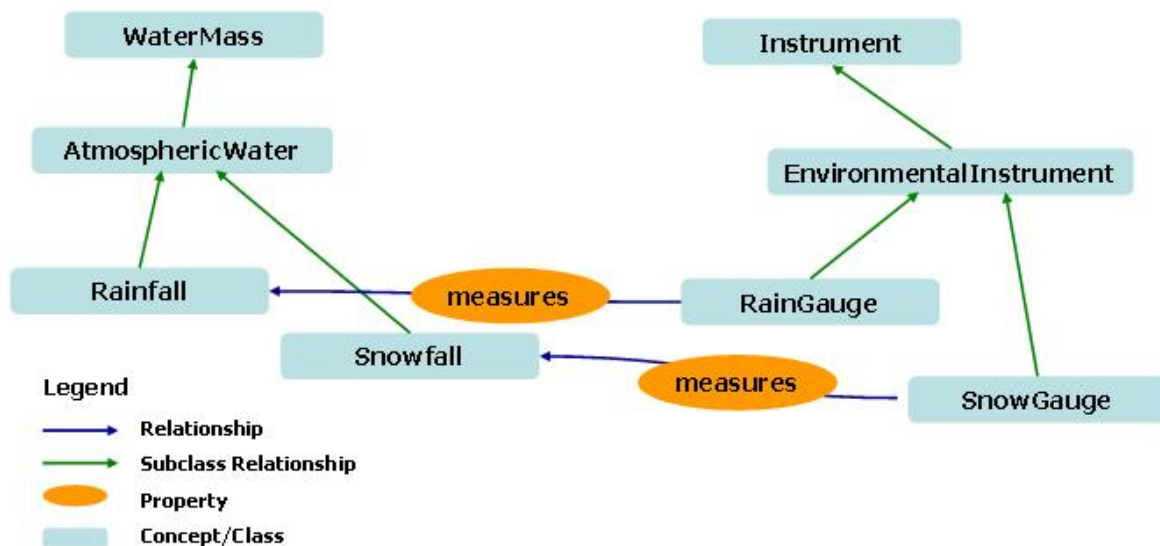 WaterMass
Instrument
AtmosphericWater
EnvironmentalInstrument
Rainfall
measures
RainGauge
Snowfall
measures
SnowGauge
Legend
Relationship
Subclass Relationship
Property
Concept/Class